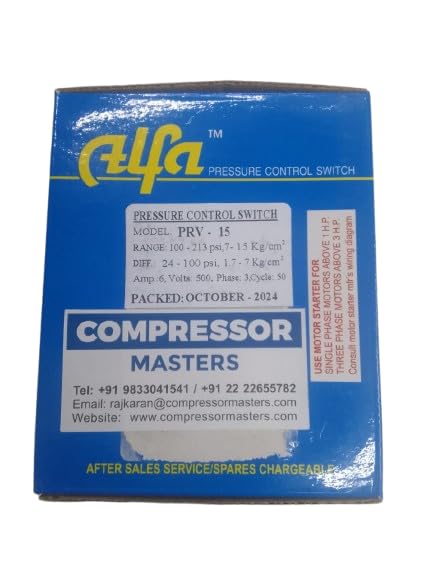 Alfa™
PRESSURE CONTROL SWITCH
PRESSURE CONTROL SWITCH
MODEL: PRV - 15
RANGE: 100 - 213 psi, 7- 15 Kg/cm²
DIFF. 24 - 100 psi, 1.7 - 7 Kg/cm²
Amp :6, Volts: 500, Phase: 3,Cycle: 50
PACKED: OCTOBER - 2024
USE MOTOR STARTER FOR
SINGLE PHASE MOTORS ABOVE 1 H.P.
THREE PHASE MOTORS ABOVE 3 H.P.
Consult motor starter mfr's wiring diagram
COMPRESSOR
MASTERS
Tel: +91 9833041541 / +91 22 22655782
Email: rajkaran@compressormasters.com
Website: www.compressormasters.com
AFTER SALES SERVICE/SPARES CHARGEABLE